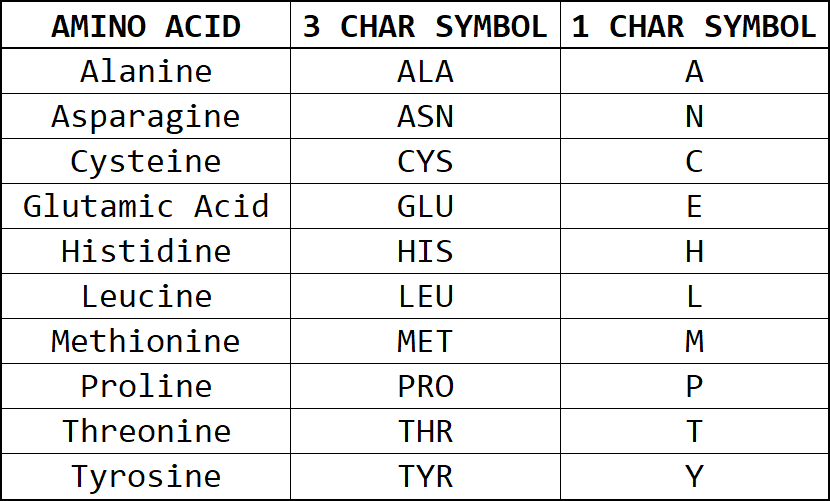 AMINO ACID 3 CHAR SYMBOL 1 CHAR SYMBOL
Alanine ALA A
Asparagine ASN N
Cysteine CYS C
Glutamic Acid GLU E
Histidine HIS H
Leucine LEU L
Methionine MET M
Proline PRO P
Threonine THR T
Tyrosine TYR Y